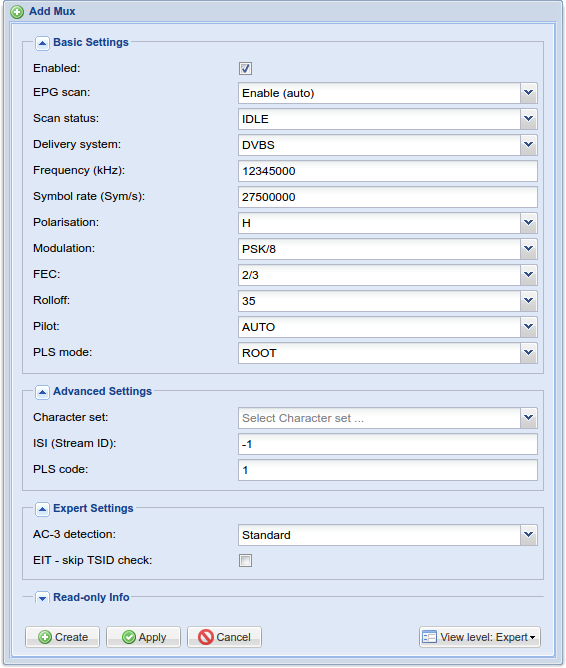 Add Mux
Basic Settings
Enabled:
EPG scan: Enable (auto)
Scan status: IDLE
Delivery system: DVBS
Frequency (kHz): 12345000
Symbol rate (Sym/s): 27500000
Polarisation: H
Modulation: PSK/8
FEC: 2/3
Rolloff: 35
Pilot: AUTO
PLS mode: ROOT
Advanced Settings
Character set: Select Character set ...
ISI (Stream ID): -1
PLS code: 1
Expert Settings
AC-3 detection: Standard
EIT - skip TSID check:
Read-only Info
Create Apply Cancel View level: Expert